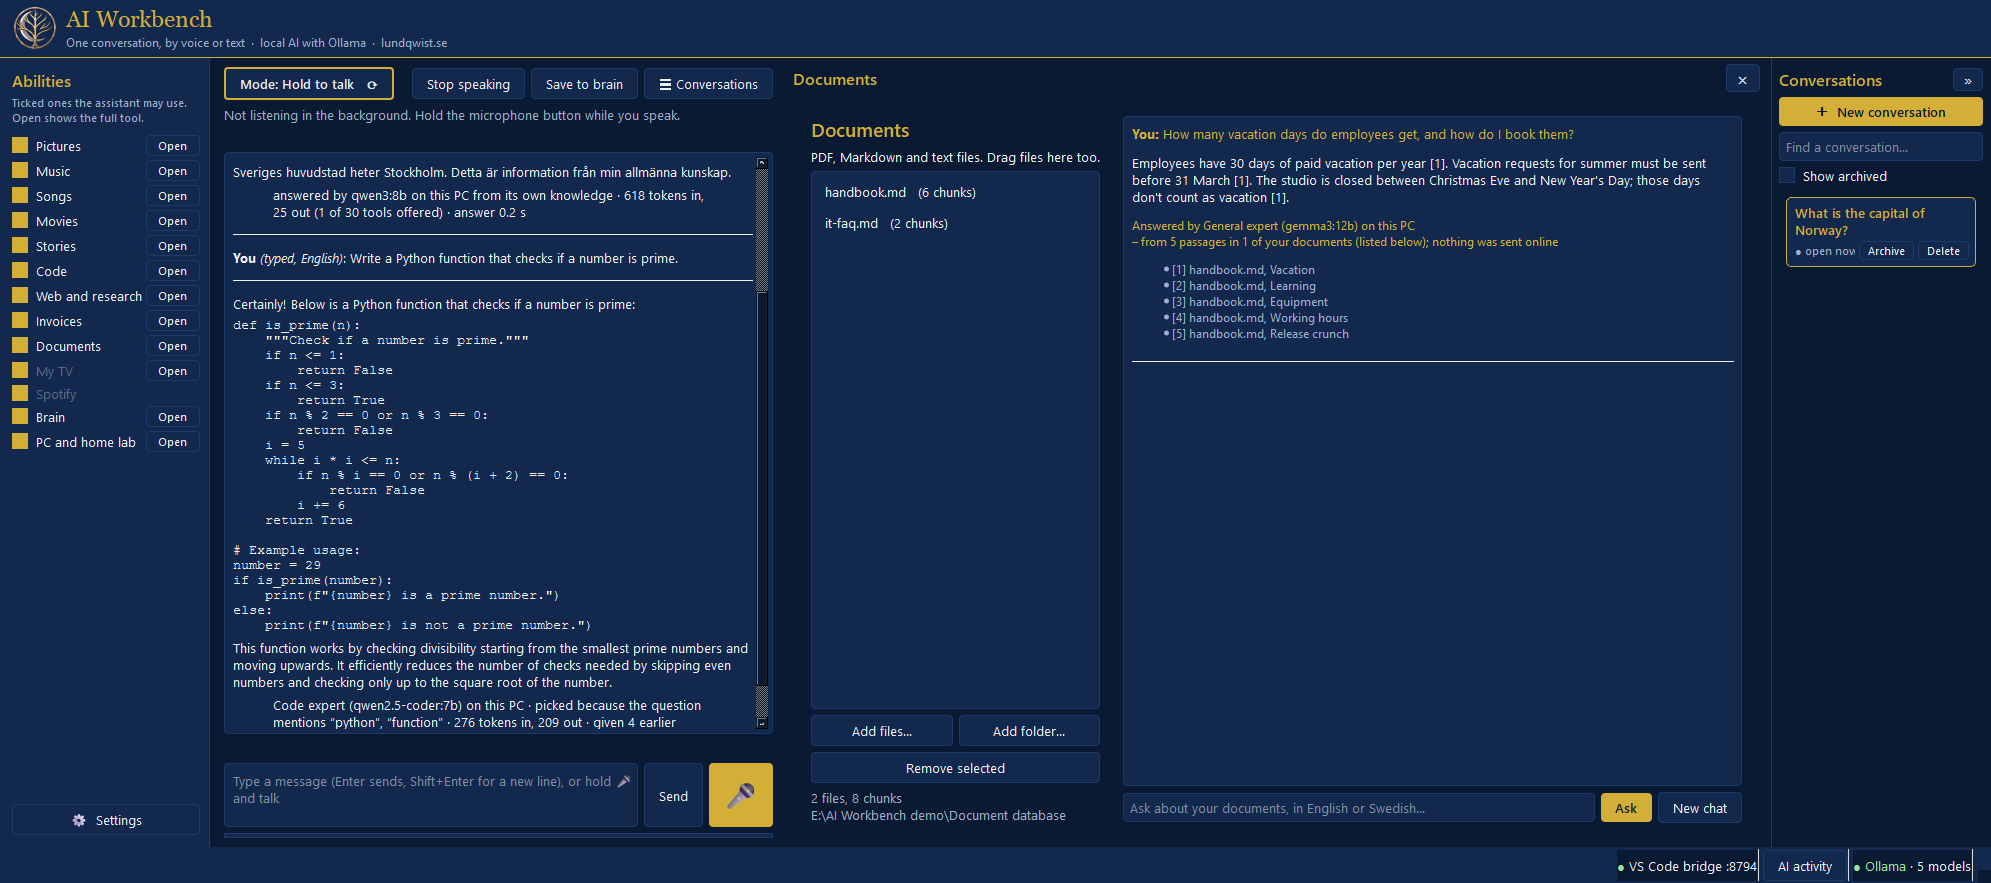 AI Workbench
One conversation, by voice or text · local AI with Ollama · lundqwist.se
Abilities
Ticked ones the assistant may use.
Open shows the full tool.
Pictures Open
Music Open
Songs Open
Movies Open
Stories Open
Code Open
Web and research Open
Invoices Open
Documents Open
My TV Open
Spotify
Brain Open
PC and home lab Open
Settings
Mode: Hold to talk
Stop speaking
Save to brain
Conversations
Not listening in the background. Hold the microphone button while you speak.
Sveriges huvudstad heter Stockholm. Detta är information från min allmänna kunskap.
answered by qwen3:8b on this PC from its own knowledge · 618 tokens in,
25 out (1 of 30 tools offered) · answer 0.2 s
You (typed, English): Write a Python function that checks if a number is prime.
Certainly! Below is a Python function that checks if a number is prime:
def is_prime(n):
    """Check if a number is prime."""
    if n <= 1:
        return False
    if n <= 3:
        return True
    if n % 2 == 0 or n % 3 == 0:
        return False
    i = 5
    while i * i <= n:
        if n % i == 0 or n % (i + 2) == 0:
            return False
        i += 6
    return True
# Example usage:
number = 29
if is_prime(number):
    print(f"{number} is a prime number.")
else:
    print(f"{number} is not a prime number.")
This function works by checking divisibility starting from the smallest prime numbers and
moving upwards. It efficiently reduces the number of checks needed by skipping even
numbers and checking only up to the square root of the number.
Code expert (qwen2.5-coder:7b) on this PC · picked because the question
mentions “python”, “function” · 276 tokens in, 209 out · given 4 earlier
Type a message (Enter sends, Shift+Enter for a new line), or hold
and talk
Send
Documents
×
Documents
PDF, Markdown and text files. Drag files here too.
handbook.md (6 chunks)
it-faq.md (2 chunks)
Add files...
Add folder...
Remove selected
2 files, 8 chunks
E:\AI Workbench demo\Document database
You: How many vacation days do employees get, and how do I book them?
Employees have 30 days of paid vacation per year [1]. Vacation requests for summer must be sent
before 31 March [1]. The studio is closed between Christmas Eve and New Year's Day; those days
don't count as vacation [1].
Answered by General expert (gemma3:12b) on this PC
– from 5 passages in 1 of your documents (listed below); nothing was sent online
• [1] handbook.md, Vacation
• [2] handbook.md, Learning
• [3] handbook.md, Equipment
• [4] handbook.md, Working hours
• [5] handbook.md, Release crunch
Ask about your documents, in English or Swedish...
Ask
New chat
Conversations
»
+ New conversation
Find a conversation...
Show archived
What is the capital of
Norway?
● open now Archive Delete
● VS Code bridge :8794
AI activity
● Ollama · 5 models